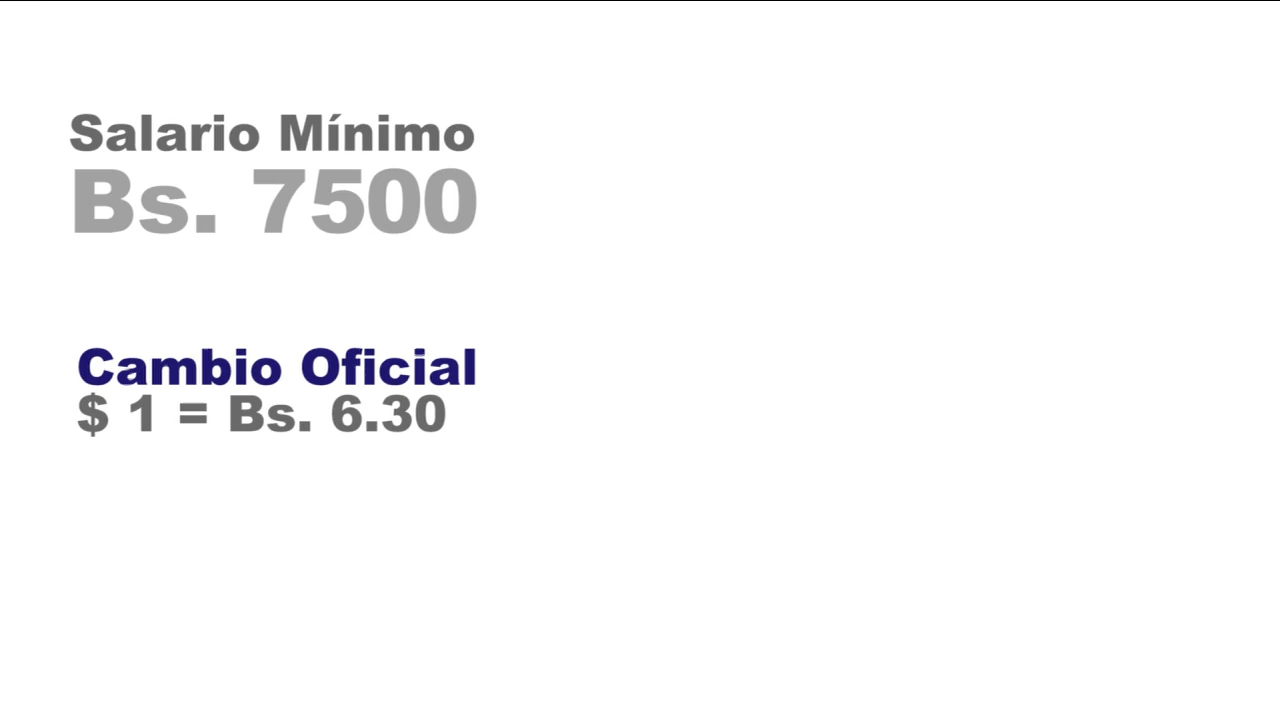 Salario Mínimo
Bs. 7500
Cambio Oficial
$ 1 = Bs. 6.30